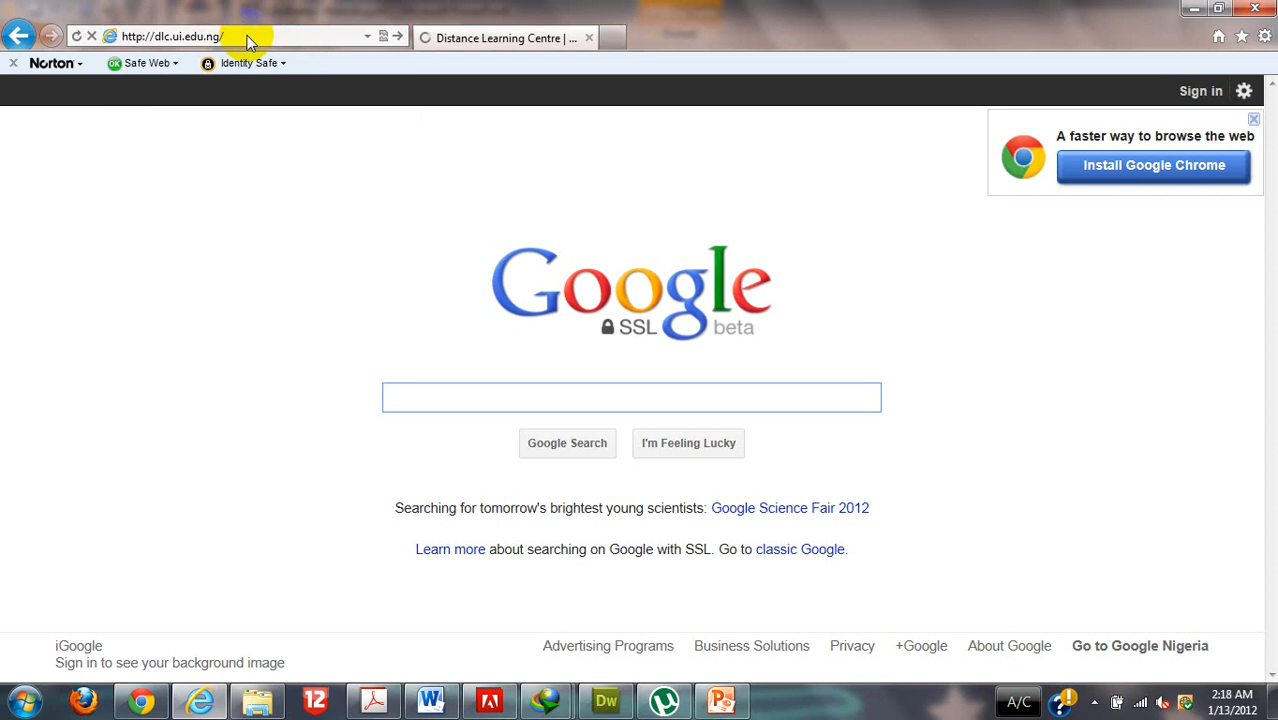 http://dlc.ui.edu.ng/
Distance Learning Centre | ...
Norton
OK Safe Web
Identity Safe
Sign in
A faster way to browse the web
Install Google Chrome
Google
SSL beta
Google Search
I'm Feeling Lucky
Searching for tomorrow's brightest young scientists: Google Science Fair 2012
Learn more about searching on Google with SSL. Go to classic Google.
iGoogle
Advertising Programs
Business Solutions
Privacy
+Google
About Google
Go to Google Nigeria
Sign in to see your background image
12
W
Dw
P
A/C
2:18 AM
1/13/2012